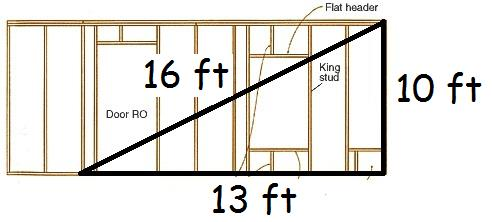 Flat header
16 ft
King
stud
10 ft
Door RO
13 ft